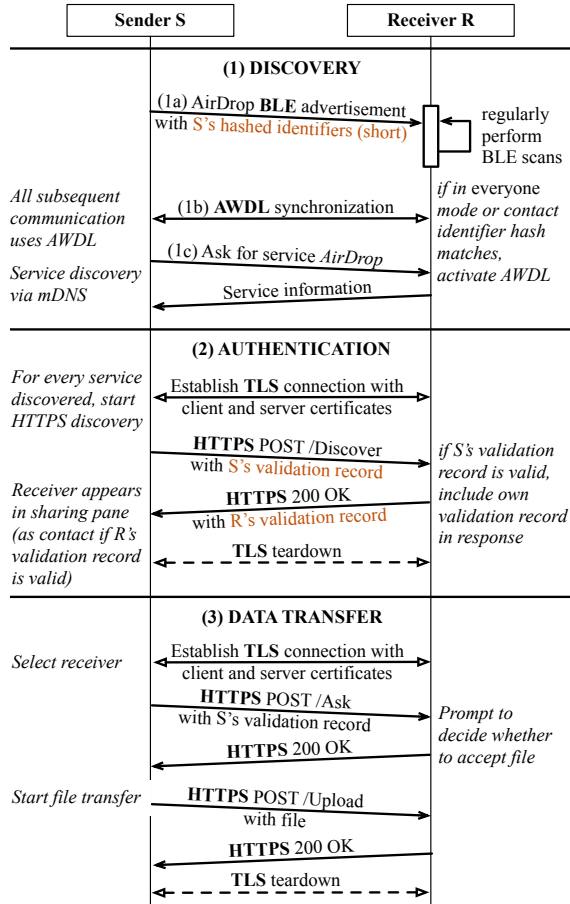 Sender S
Receiver R
(1) DISCOVERY
(1a) AirDrop BLE advertisement
with S's hashed identifiers (short)
regularly
perform
BLE scans
All subsequent
communication
uses AWDL
(1b) AWDL synchronization
if in everyone
mode or contact
identifier hash
matches,
activate AWDL
(1c) Ask for service AirDrop
Service discovery
via mDNS
Service information
(2) AUTHENTICATION
For every service
discovered, start
HTTPS discovery
Establish TLS connection with
client and server certificates
HTTPS POST /Discover
with S's validation record
if S's validation
record is valid,
include own
validation record
in response
Receiver appears
in sharing pane
(as contact if R's
validation record
is valid)
HTTPS 200 OK
with R's validation record
TLS teardown
(3) DATA TRANSFER
Select receiver
Establish TLS connection with
client and server certificates
HTTPS POST /Ask
with S's validation record
Prompt to
decide whether
to accept file
HTTPS 200 OK
Start file transfer
HTTPS POST /Upload
with file
HTTPS 200 OK
TLS teardown